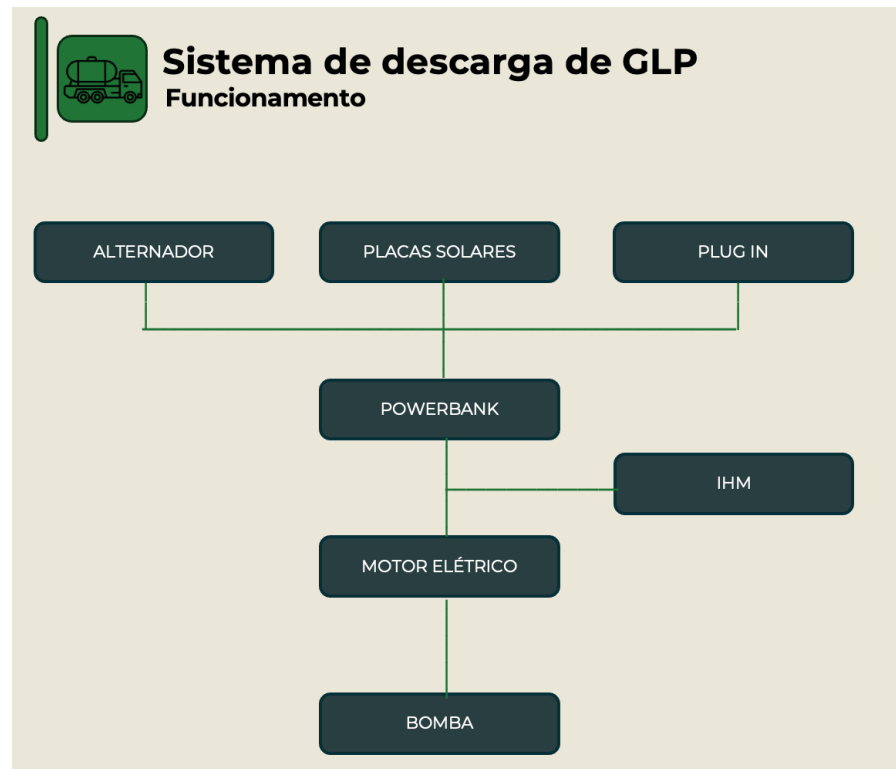 Sistema de descarga de GLP
Funcionamento
ALTERNADOR
PLACAS SOLARES
PLUG IN
POWERBANK
IHM
MOTOR ELÉTRICO
BOMBA